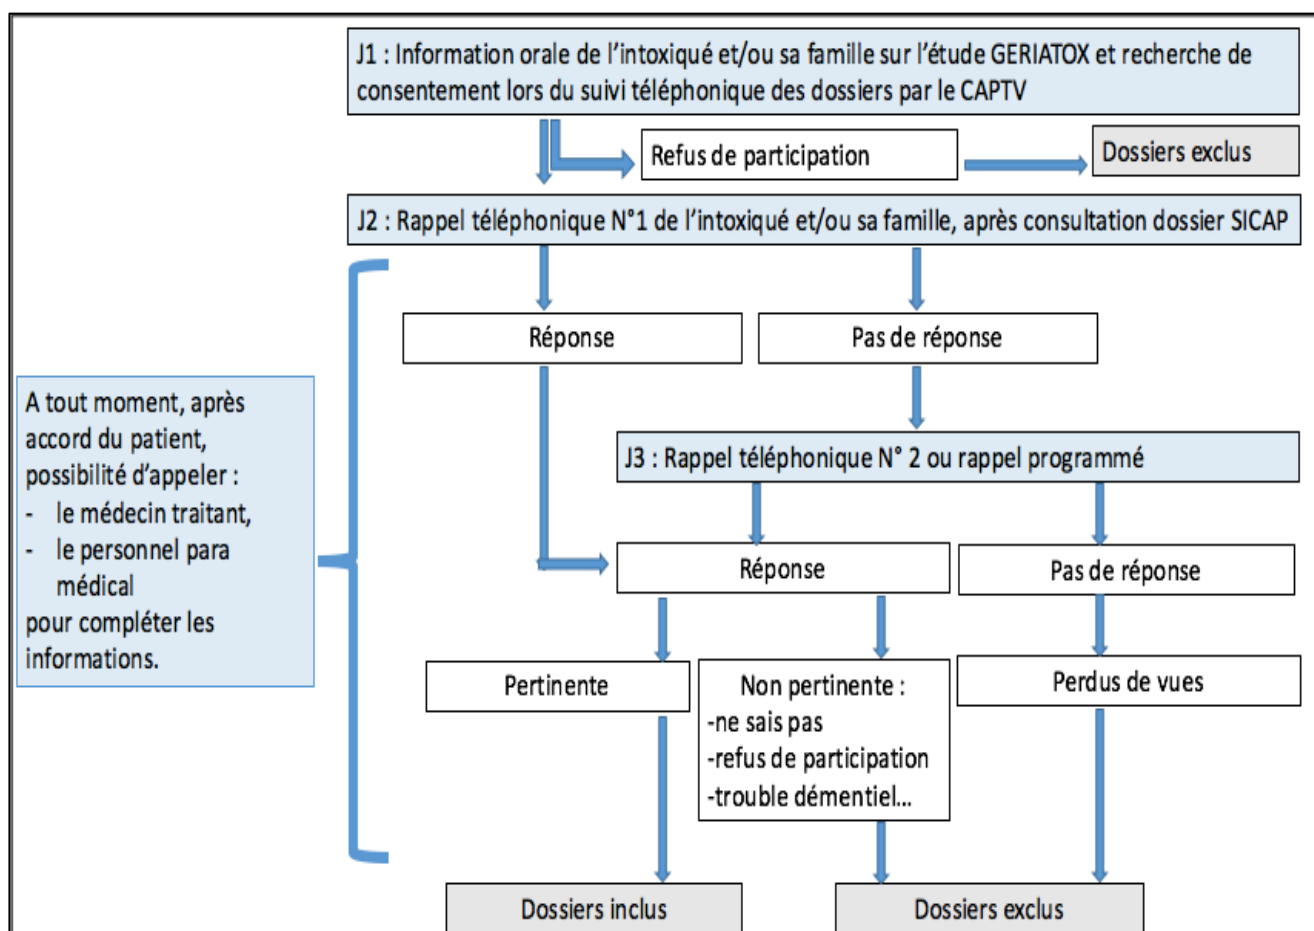 J1 : Information orale de l'intoxiqué et/ou sa famille sur l'étude GERIATOX et recherche de
consentement lors du suivi téléphonique des dossiers par le CAPTV
Refus de participation
Dossiers exclus
J2 : Rappel téléphonique N°1 de l'intoxiqué et/ou sa famille, après consultation dossier SICAP
Réponse
Pas de réponse
A tout moment, après
accord du patient,
possibilité d'appeler :
- le médecin traitant,
- le personnel para
médical
pour compléter les
informations.
J3 : Rappel téléphonique N° 2 ou rappel programmé
Réponse
Pas de réponse
Pertinente
Non pertinente :
-ne sais pas
-refus de participation
-trouble démentiel...
Perdus de vues
Dossiers inclus
Dossiers exclus